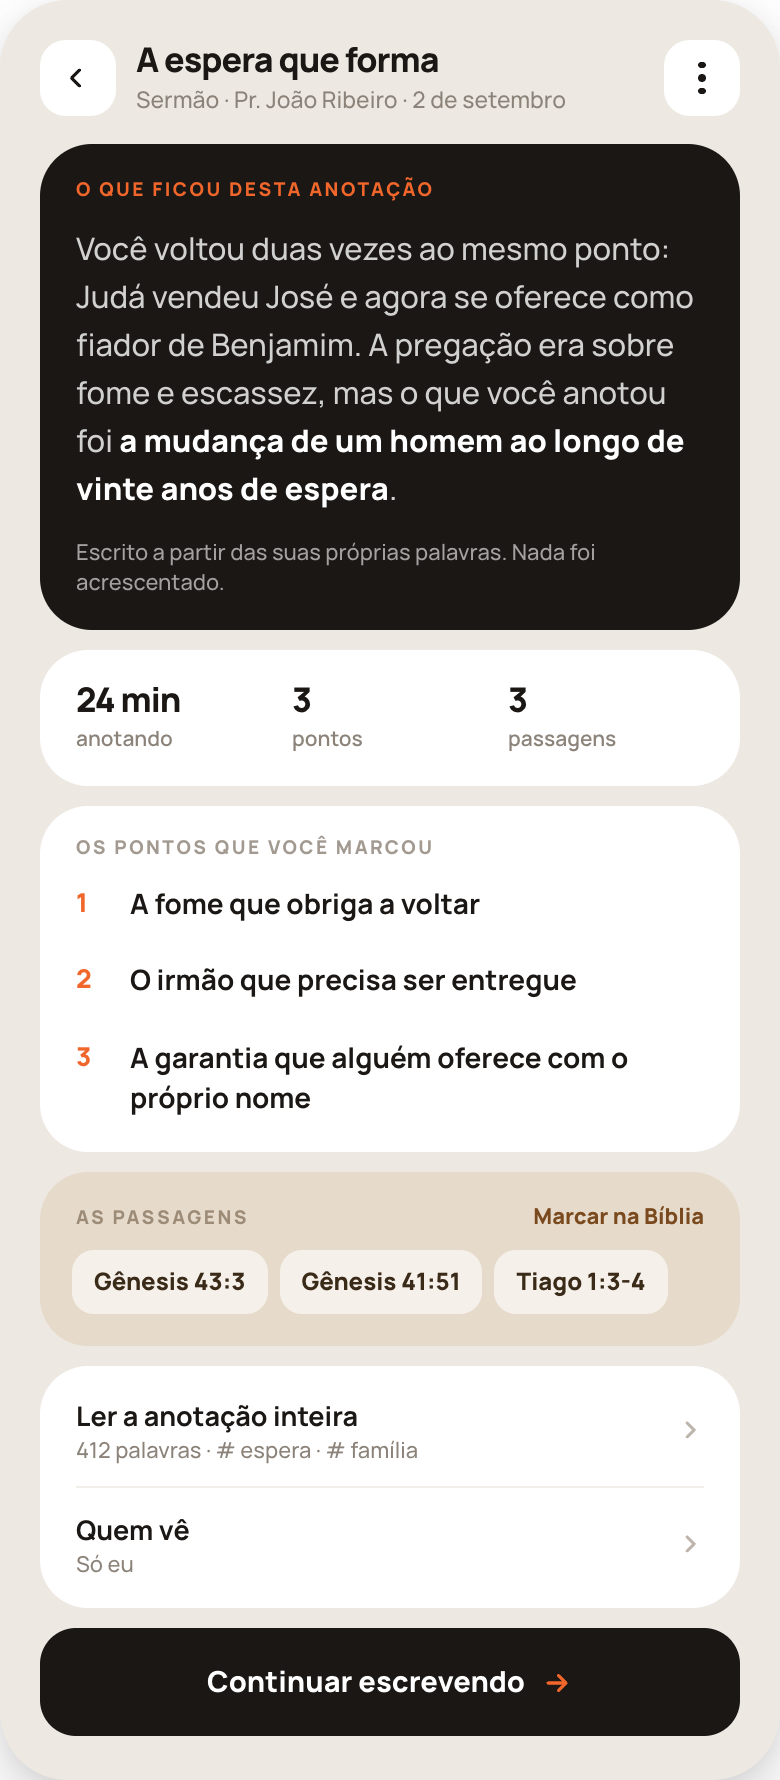 A espera que forma
Sermão · Pr. João Ribeiro · 2 de setembro
O QUE FICOU DESTA ANOTAÇÃO
Você voltou duas vezes ao mesmo ponto:
Judá vendeu José e agora se oferece como
fiador de Benjamim. A pregação era sobre
fome e escassez, mas o que você anotou
foi a mudança de um homem ao longo de
vinte anos de espera.
Escrito a partir das suas próprias palavras. Nada foi
acrescentado.
24 min 3 3
anotando pontos passagens
OS PONTOS QUE VOCÊ MARCOU
1 A fome que obriga a voltar
2 O irmão que precisa ser entregue
3 A garantia que alguém oferece com o
próprio nome
AS PASSAGENS Marcar na Bíblia
Gênesis 43:3 Gênesis 41:51 Tiago 1:3-4
Ler a anotação inteira
412 palavras · # espera · # família
Quem vê
Só eu
Continuar escrevendo →